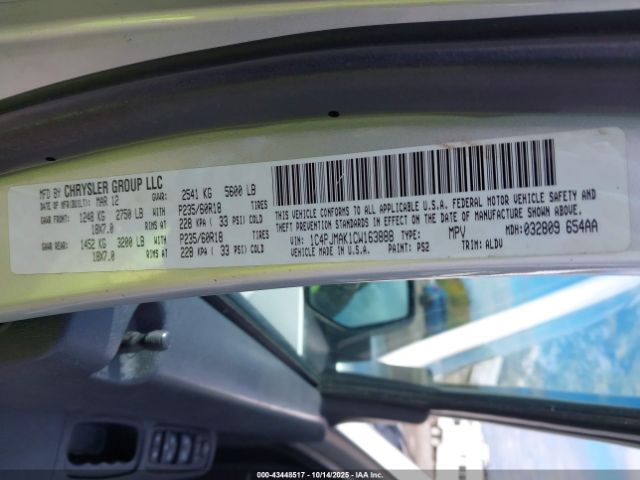 MFD BY CHRYSLER GROUP LLC
DATE OF MFR(BUILT): MAR 12 GVWR: 2541 KG 5600 LB
GAWR FRONT: 1248 KG 2750 LB WITH P235/60R18 TIRES
18X7.0 RIMS AT 228 KPA ( 33 PSI) COLD
GAWR REAR: 1452 KG 3200 LB WITH P235/60R18 TIRES
18X7.0 RIMS AT 228 KPA ( 33 PSI) COLD
THIS VEHICLE CONFORMS TO ALL APPLICABLE U.S.A. FEDERAL MOTOR VEHICLE SAFETY AND
THEFT PREVENTION STANDARDS IN EFFECT ON THE DATE OF MANUFACTURE SHOWN ABOVE.
VIN: 1C4FJMAK1CW163888 TYPE: MPV MDH: 032809 654AA
VEHICLE MADE IN U.S.A. PAINT: PS2 TRIM: ALDV
000-43448517 - 10/14/2025 - IAA Inc.